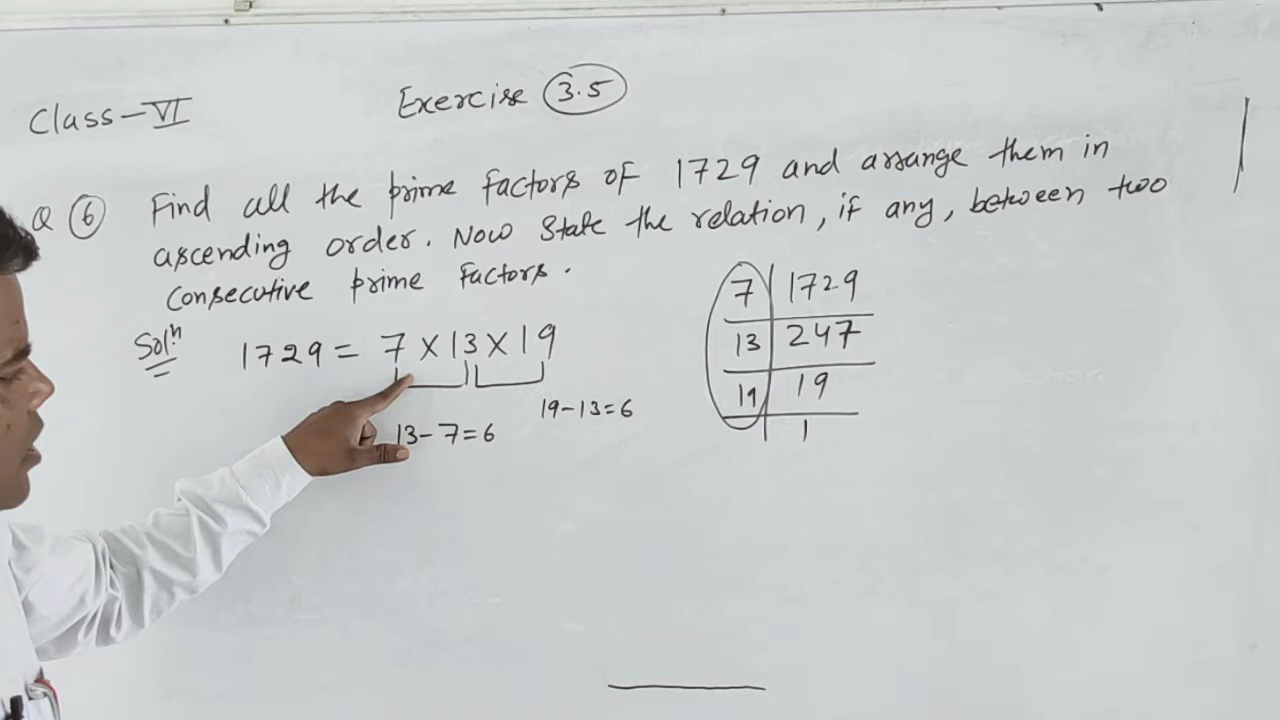 Class-VI
Exercise 3.5
Q 6 Find all the prime factors of 1729 and arrange them in
ascending order. Now state the relation, if any, between two
consecutive prime factors.
Solⁿ:
1729 = 7 × 13 × 19
13-7=6
19-13=6
7 | 1729
13 | 247
19 | 19
| 1